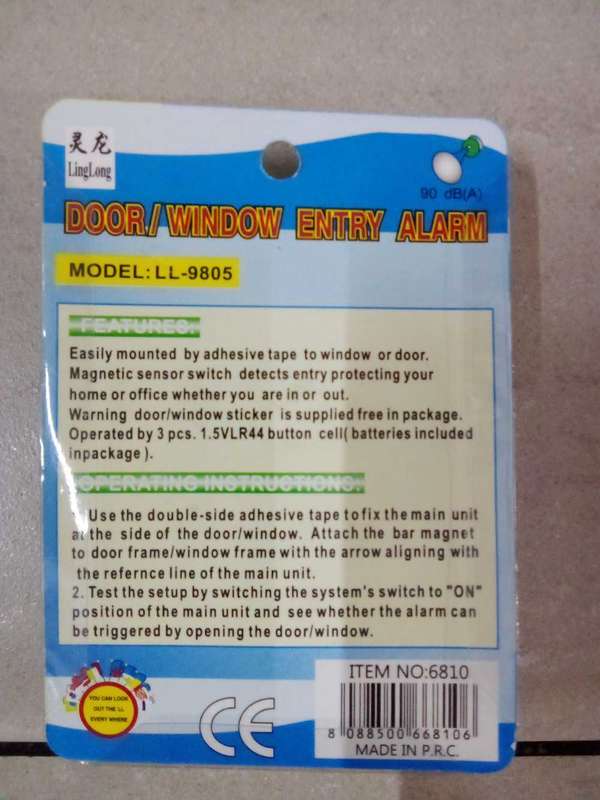 灵龙
LingLong
90 dB(A)
DOOR/WINDOW ENTRY ALARM
MODEL: LL-9805
FEATURES:
Easily mounted by adhesive tape to window or door.
Magnetic sensor switch detects entry protecting your
home or office whether you are in or out.
Warning door/window sticker is supplied free in package.
Operated by 3 pcs. 1.5VLR44 button cell( batteries included
inpackage ).
OPERATING INSTRUCTIONS:
Use the double-side adhesive tape to fix the main unit
at the side of the door/window. Attach the bar magnet
to door frame/window frame with the arrow aligning with
the refernce line of the main unit.
2. Test the setup by switching the system's switch to "ON"
position of the main unit and see whether the alarm can
be triggered by opening the door/window.
YOU CAN LOOK
OUT THE LL
EVERY WHERE
CE
ITEM NO:6810
8 088500 668106
MADE IN P.R.C.